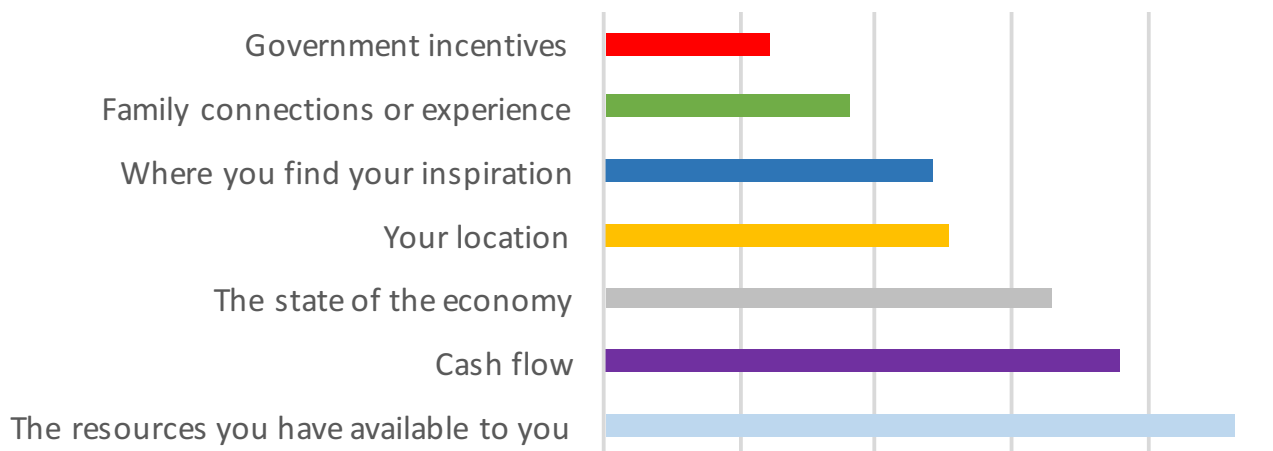 Government incentives
Family connections or experience
Where you find your inspiration
Your location
The state of the economy
Cash flow
The resources you have available to you